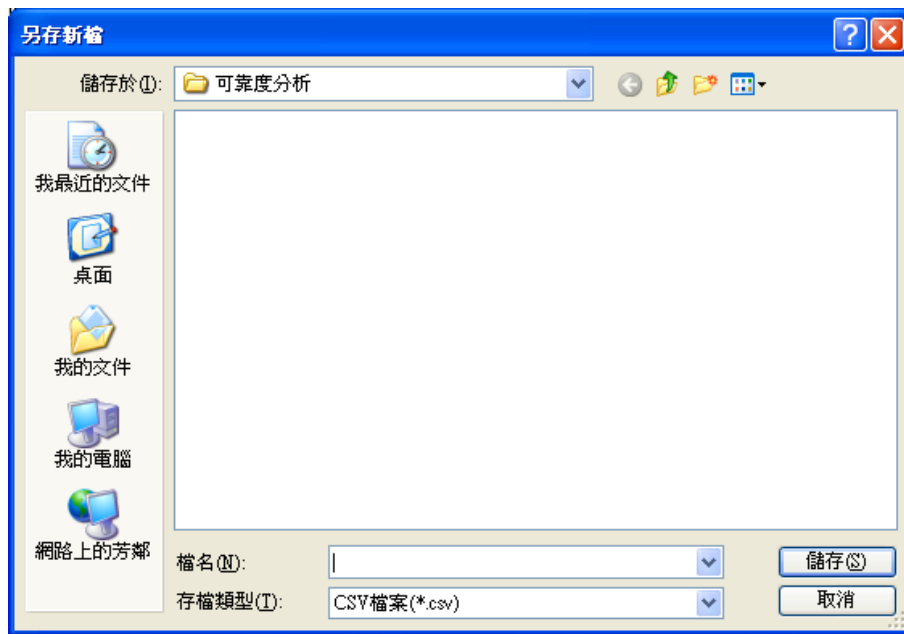 另存新檔
儲存於(I):
可靠度分析
我最近的文件
桌面
我的文件
我的電腦
網路上的芳鄰
檔名(N):
儲存(S)
存檔類型(T):
CSV檔案(*.csv)
取消